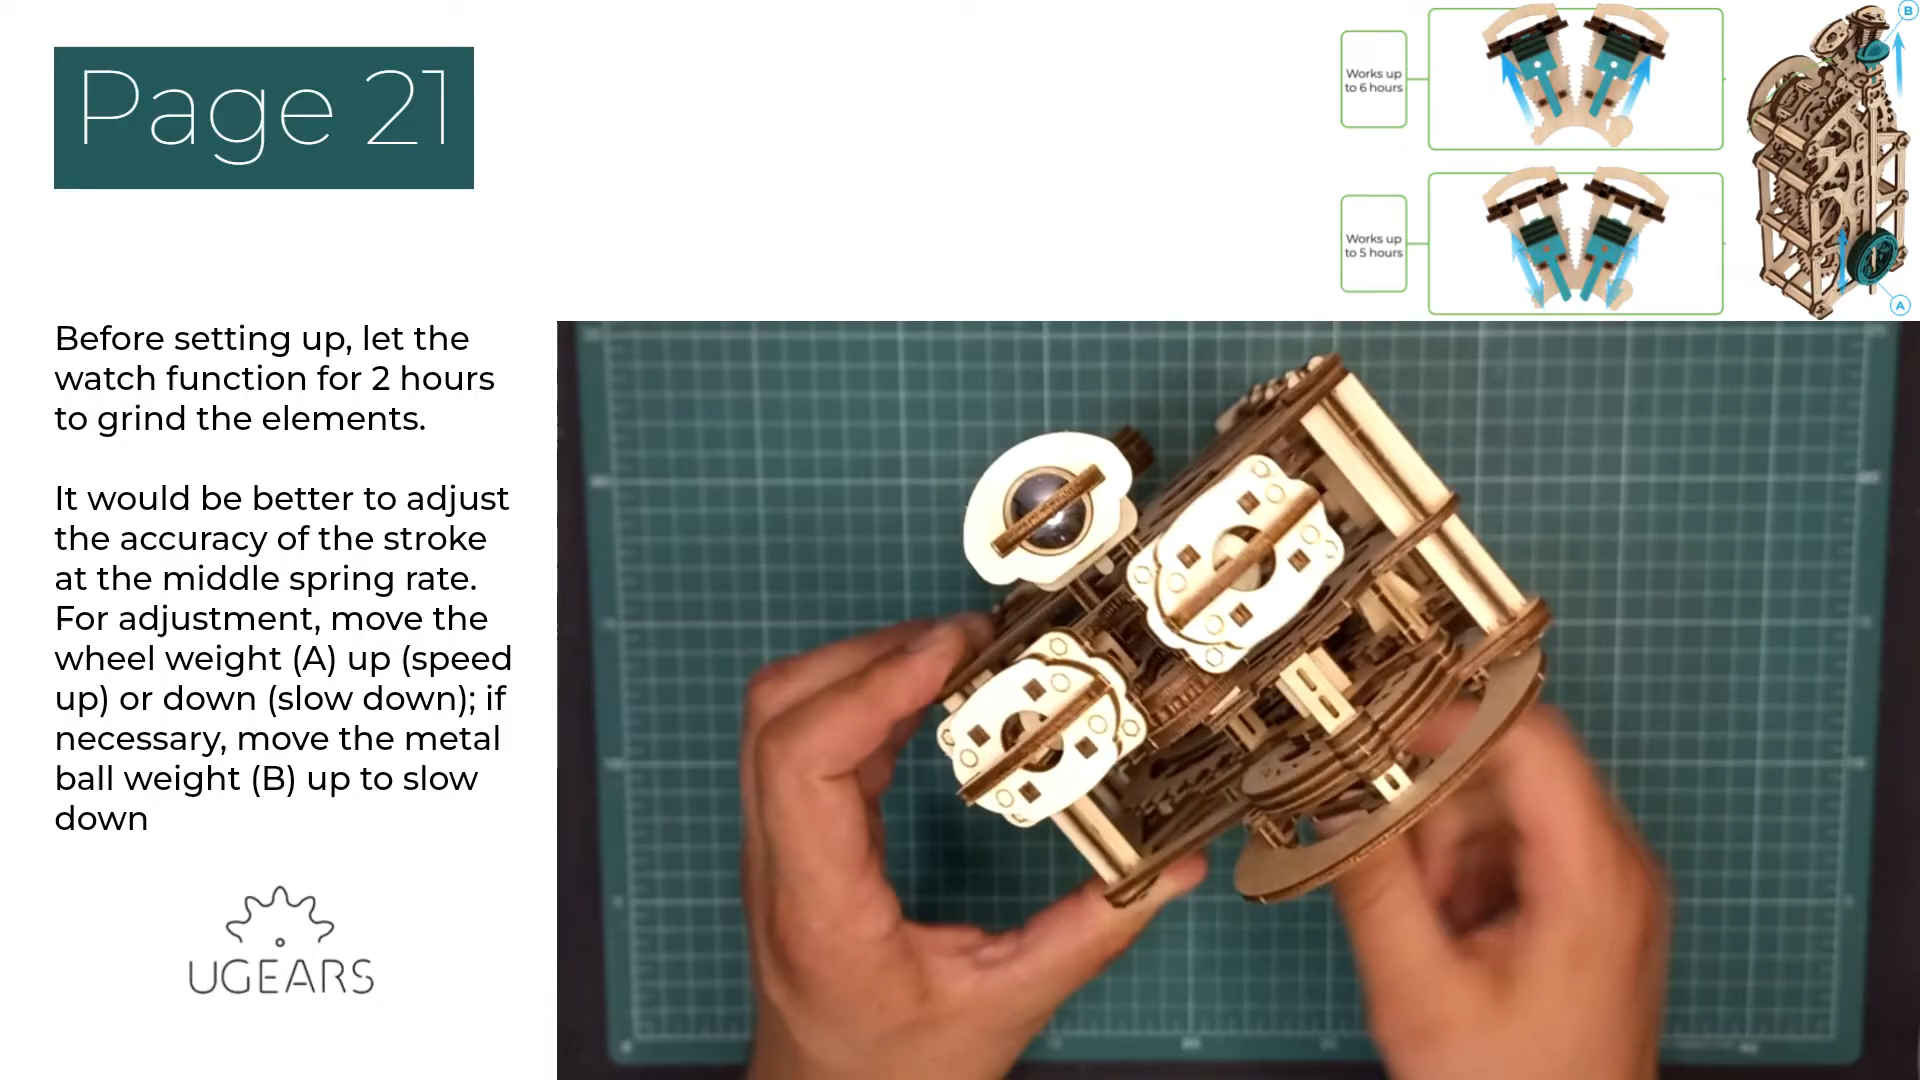 Page 21
Works up
to 6 hours
B
Works up
to 5 hours
A
Before setting up, let the
watch function for 2 hours
to grind the elements.
It would be better to adjust
the accuracy of the stroke
at the middle spring rate.
For adjustment, move the
wheel weight (A) up (speed
up) or down (slow down); if
necessary, move the metal
ball weight (B) up to slow
down
UGEARS